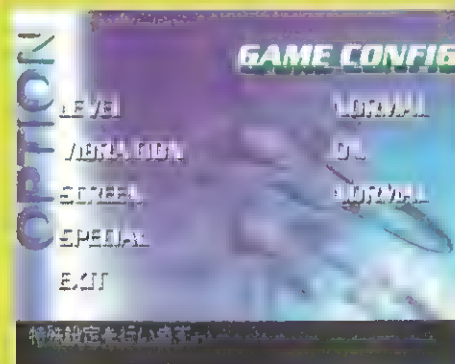 OPTION
GAME CONFIG
LEVEL NORMAL
VIBRATION ON
SCREEN NORMAL
SPECIAL
EXIT
特殊設定を行います